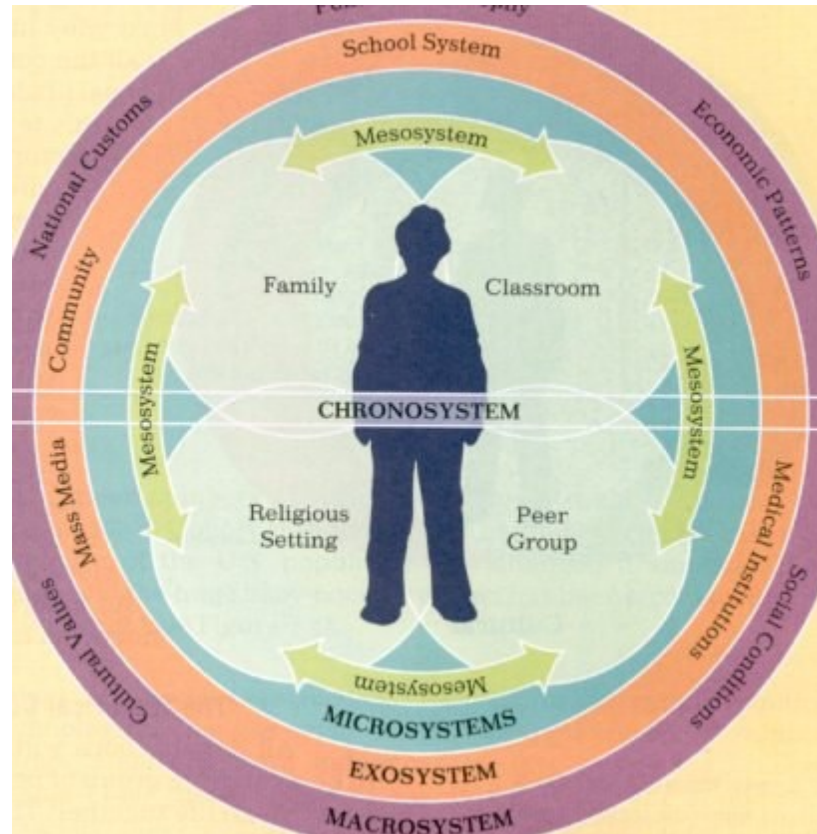 School System
National Customs
Economic Patterns
Mesosystem
Community
Family
Classroom
Mesosystem
Mesosystem
CHRONOSYSTEM
Mass Media
Medical Institutions
Religious
Setting
Peer
Group
Cultural Values
Social Conditions
Mesosystem
MICROSYSTEMS
EXOSYSTEM
MACROSYSTEM